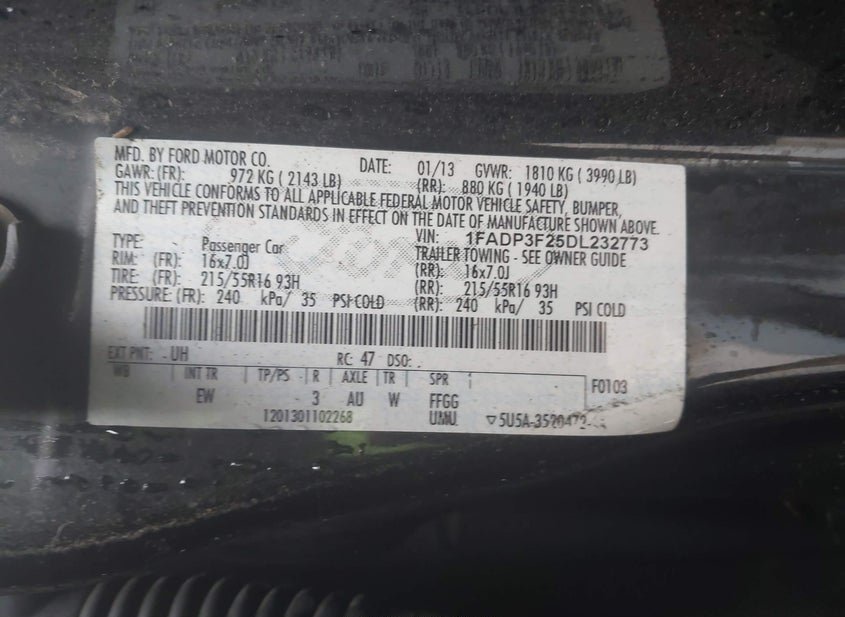 MFD. BY FORD MOTOR CO. DATE: 01/13 GVWR: 1810 KG ( 3990 LB)
GAWR: (FR): 972 KG ( 2143 LB) (RR): 880 KG ( 1940 LB)
THIS VEHICLE CONFORMS TO ALL APPLICABLE FEDERAL MOTOR VEHICLE SAFETY, BUMPER,
AND THEFT PREVENTION STANDARDS IN EFFECT ON THE DATE OF MANUFACTURE SHOWN ABOVE.
VIN: 1FADP3F25DL232773
TYPE: Passenger Car TRAILER TOWING - SEE OWNER GUIDE
RIM: (FR): 16x7.0J (RR): 16x7.0J
TIRE: (FR): 215/55R16 93H (RR): 215/55R16 93H
PRESSURE: (FR): 240 kPa/ 35 PSI COLD (RR): 240 kPa/ 35 PSI COLD
EXT PNT: UH RC: 47 DSO:
WB INT TR TP/PS R AXLE TR SPR F0103
EW 3 AU W FFGG
1201301102268 UMU ▽5U5A-3520472-